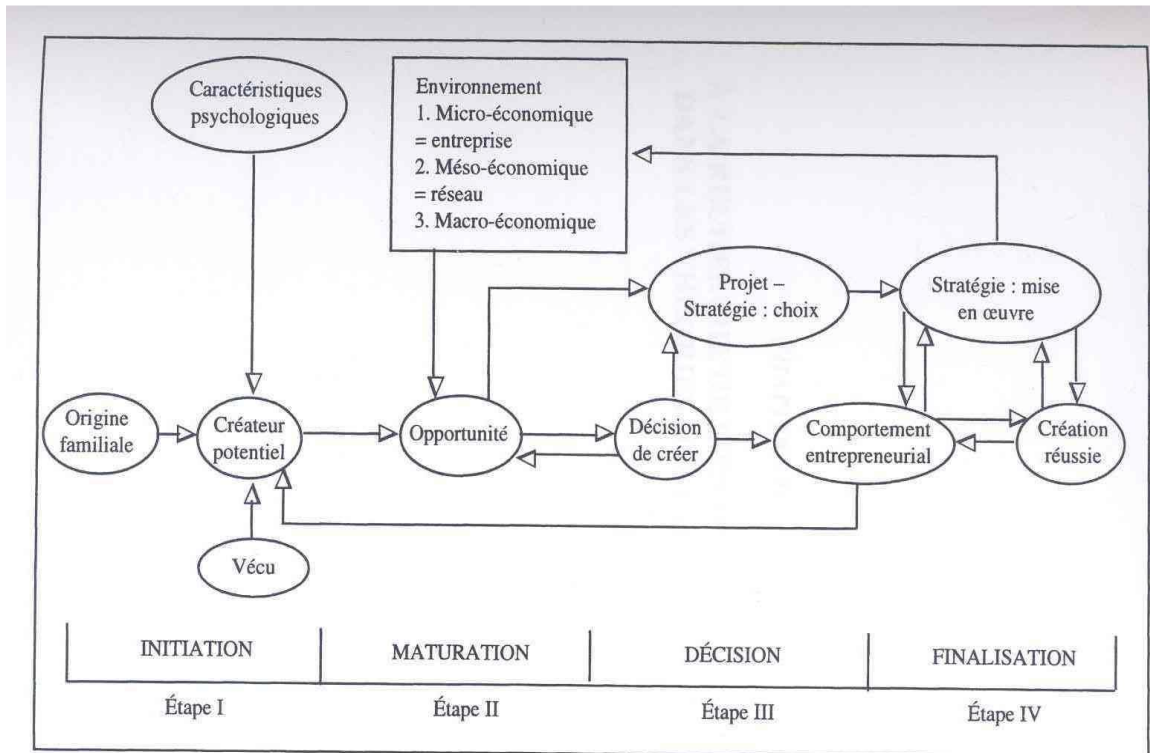 Caractéristiques
psychologiques
Environnement
1. Micro-économique
= entreprise
2. Méso-économique
= réseau
3. Macro-économique
Projet –
Stratégie : choix
Stratégie : mise
en œuvre
Origine
familiale
Créateur
potentiel
Opportunité
Décision
de créer
Comportement
entrepreneurial
Création
réussie
Vécu
INITIATION
MATURATION
DÉCISION
FINALISATION
Étape I
Étape II
Étape III
Étape IV